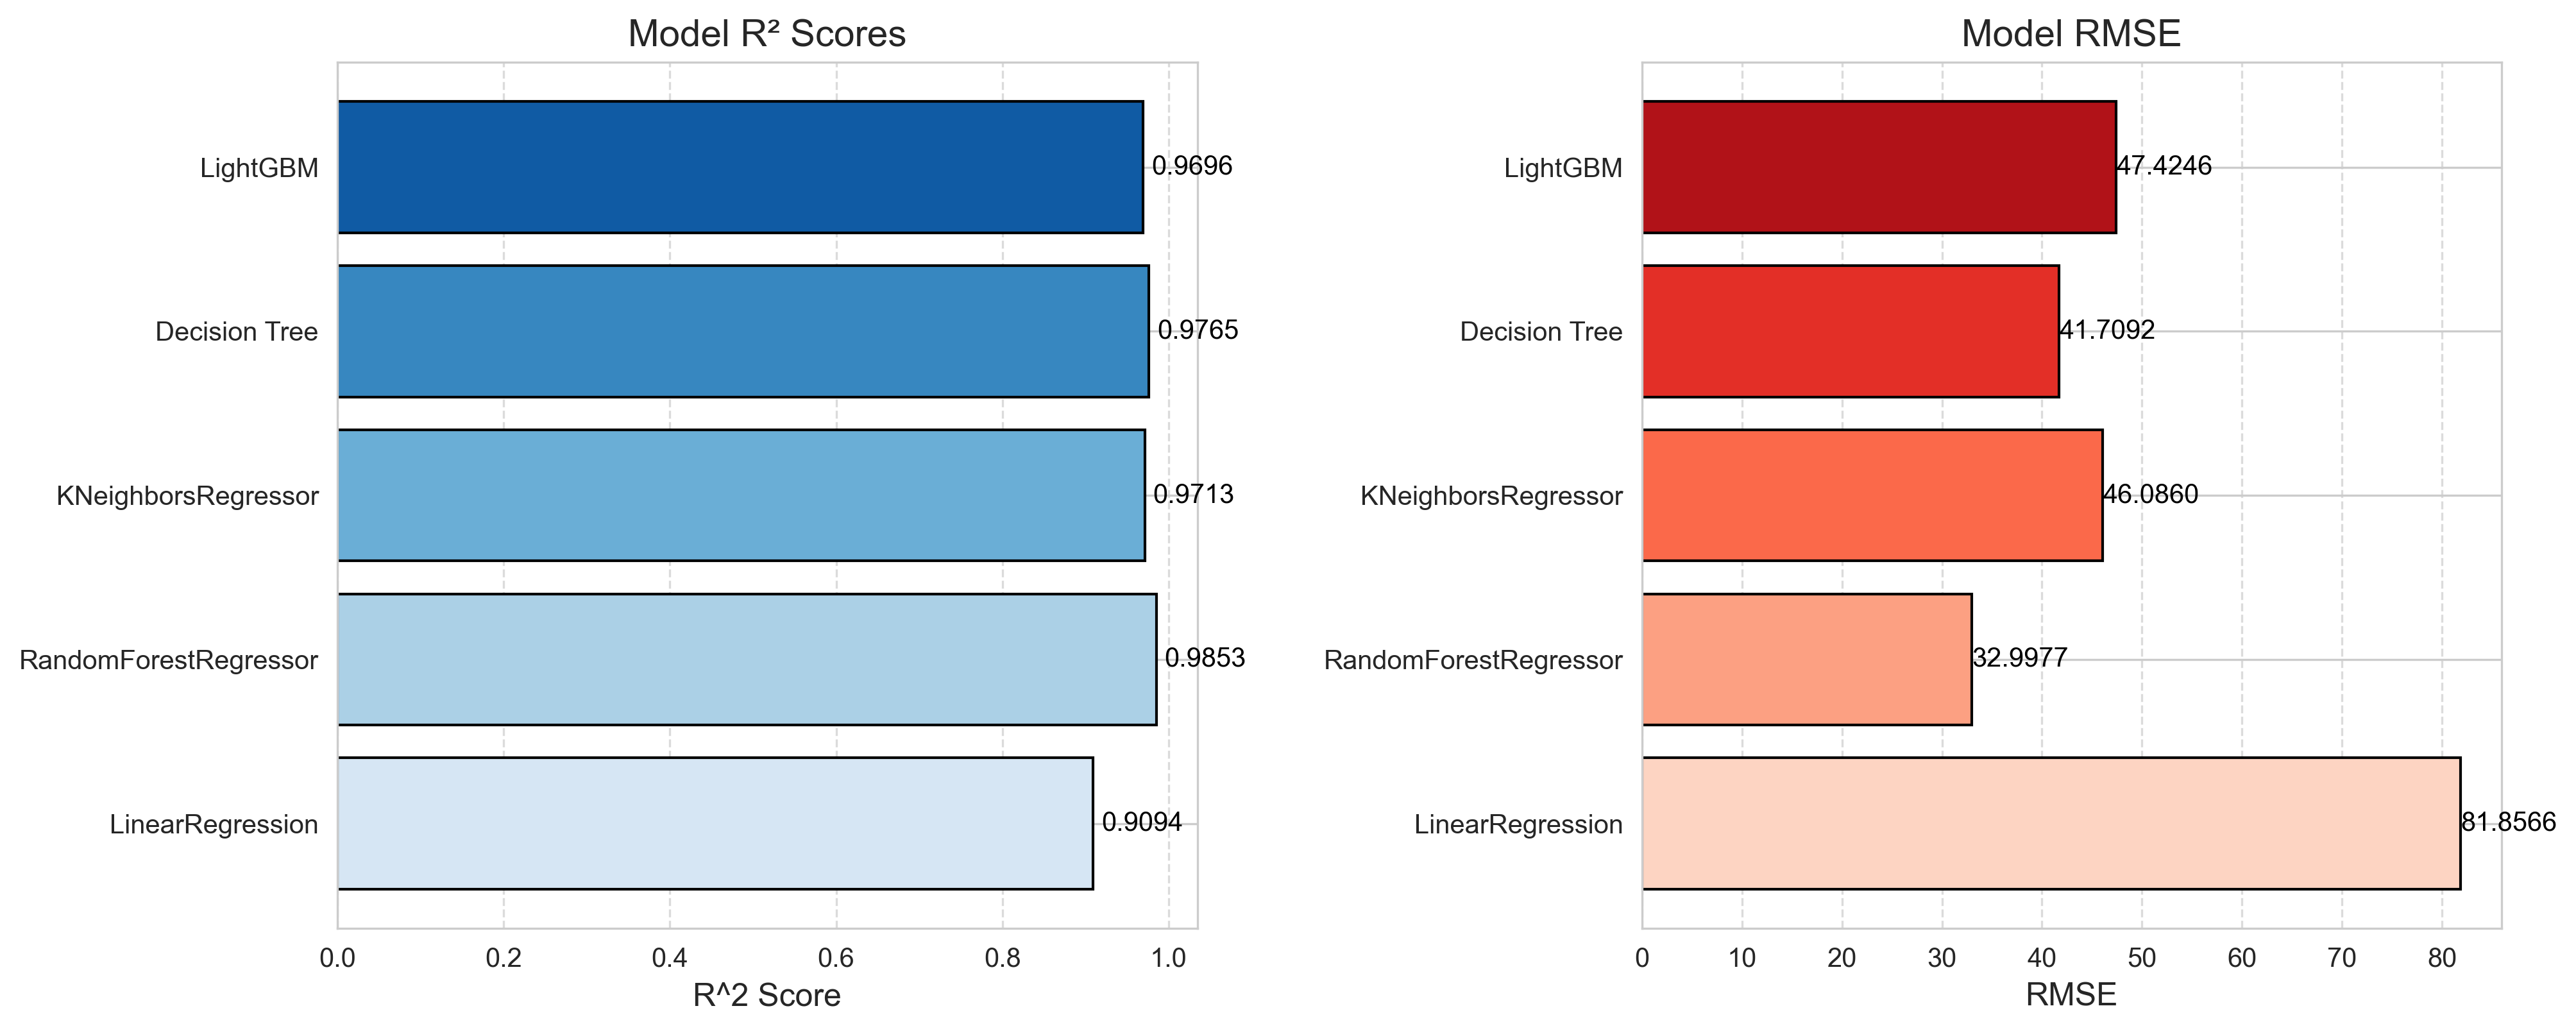 Model R² Scores
LightGBM
0.9696
Decision Tree
0.9765
KNeighborsRegressor
0.9713
RandomForestRegressor
0.9853
LinearRegression
0.9094
0.0 0.2 0.4 0.6 0.8 1.0
R^2 Score
Model RMSE
LightGBM
47.4246
Decision Tree
41.7092
KNeighborsRegressor
46.0860
RandomForestRegressor
32.9977
LinearRegression
81.8566
0 10 20 30 40 50 60 70 80
RMSE